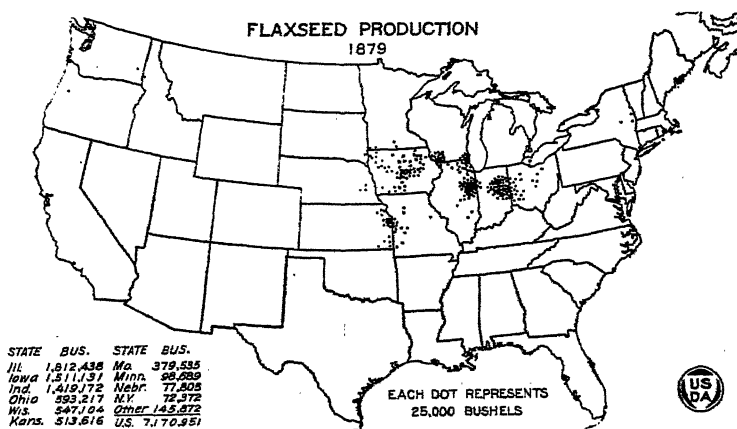 FLAXSEED PRODUCTION
1879
STATE BUS. STATE BUS.
Ill. 1,812,438 Mo. 379,535
Iowa 1,511,131 Minn. 98,689
Ind. 1,419,172 Nebr. 77,805
Ohio 593,217 N.Y. 72,372
Wis. 547,104 Other 145,872
Kans. 513,616 U.S. 7,170,951
EACH DOT REPRESENTS
25,000 BUSHELS
US
DA